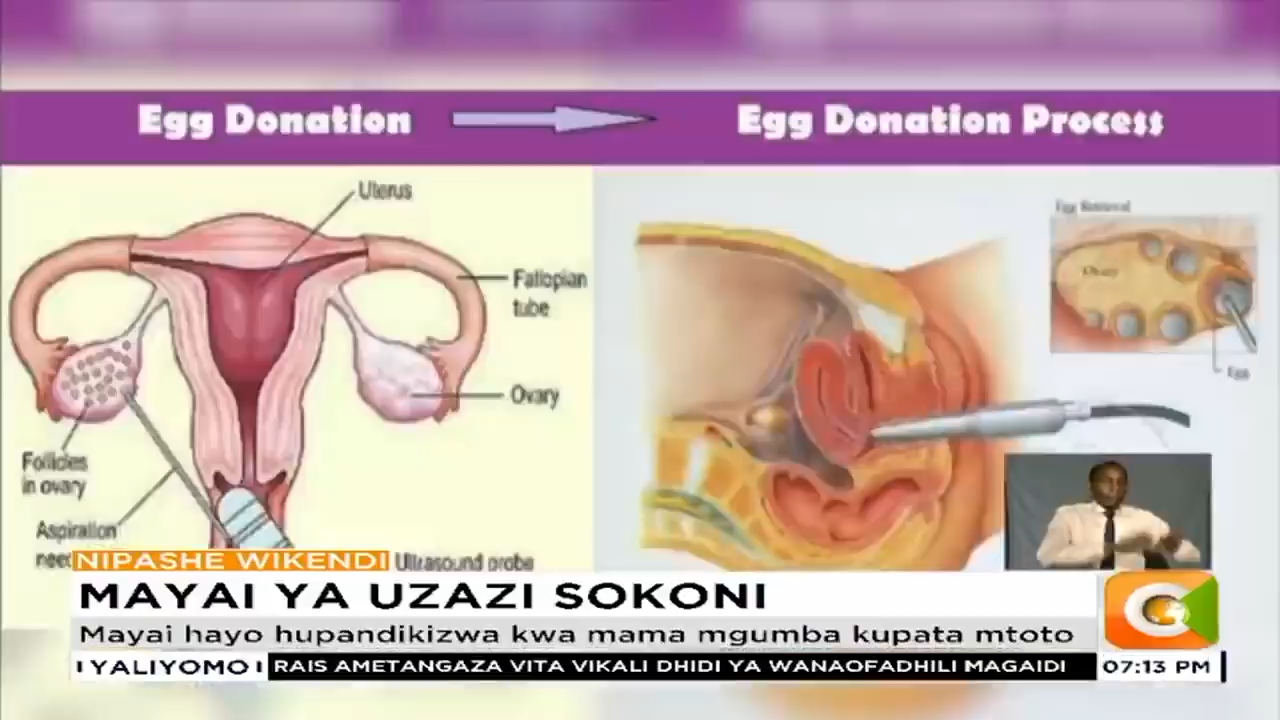 Egg Donation
Egg Donation Process
Uterus
Fallopian
tube
Ovary
Follicles
in ovary
Aspiration
Ultrasound probe
Egg Retrieval
Ovary
Egg
NIPASHE WIKENDI
MAYAI YA UZAZI SOKONI
Mayai hayo hupandikizwa kwa mama mgumba kupata mtoto
YALIYOMO
RAIS AMETANGAZA VITA VIKALI DHIDI YA WANAOFADHILI MAGAIDI
07:13 PM